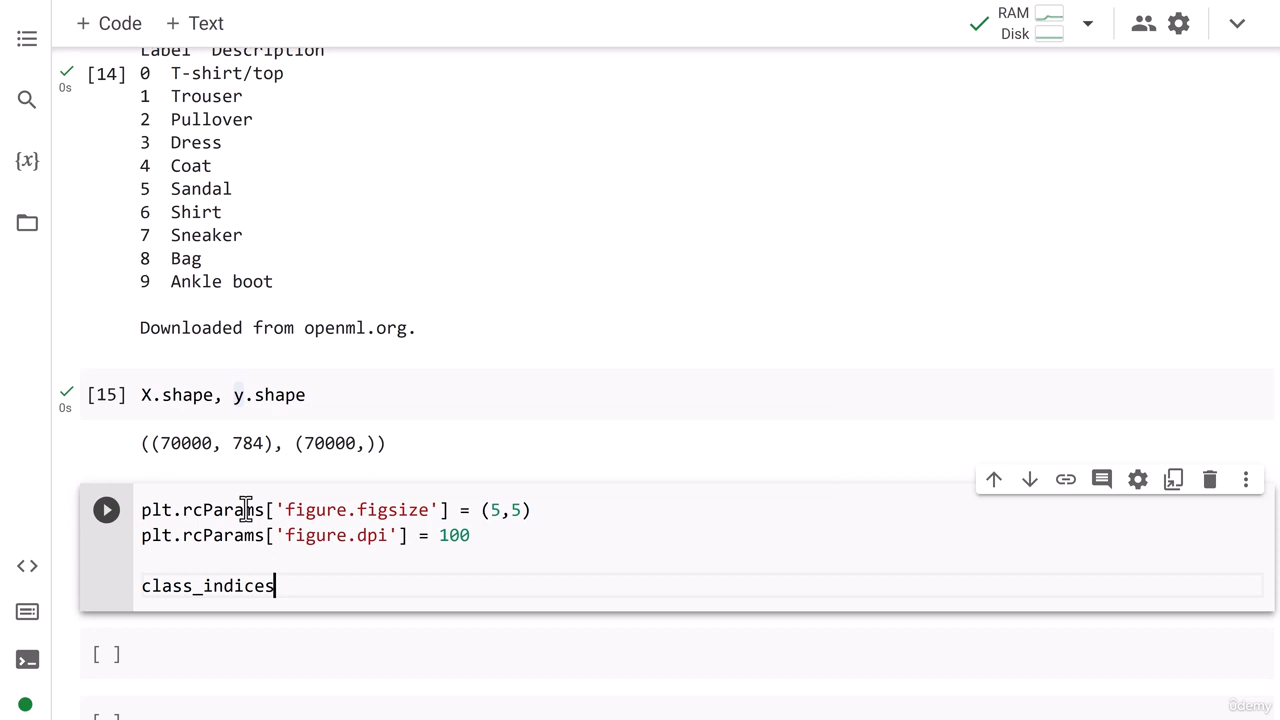 + Code + Text
RAM
Disk
Label Description
[14] 0 T-shirt/top
0s
1 Trouser
2 Pullover
3 Dress
4 Coat
5 Sandal
6 Shirt
7 Sneaker
8 Bag
9 Ankle boot
Downloaded from openml.org.
[15] X.shape, y.shape
0s
((70000, 784), (70000,))
plt.rcParams['figure.figsize'] = (5,5)
plt.rcParams['figure.dpi'] = 100
class_indices
[ ]
[ ]
ûdemy